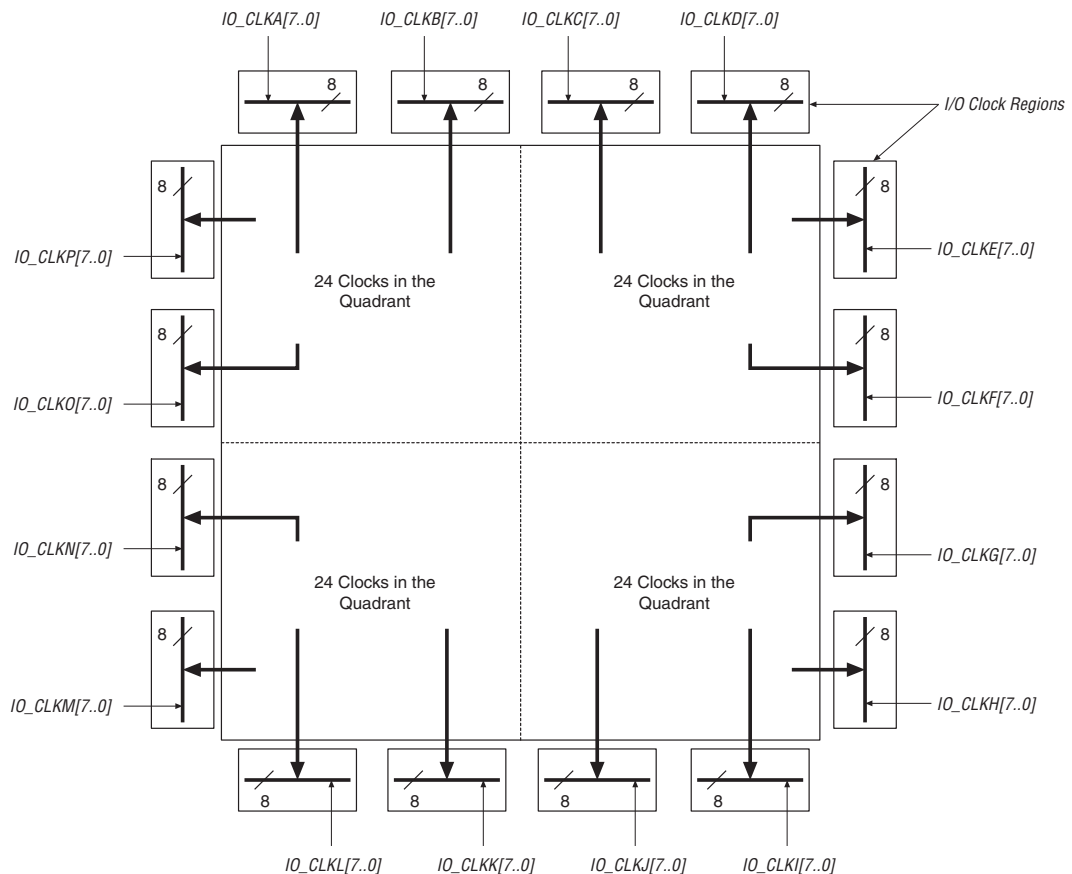 IO_CLKA[7..0] IO_CLKB[7..0] IO_CLKC[7..0] IO_CLKD[7..0]
8 8 8 8
I/O Clock Regions
8 8
IO_CLKP[7..0] IO_CLKE[7..0]
24 Clocks in the
Quadrant
24 Clocks in the
Quadrant
8 8
IO_CLKO[7..0] IO_CLKF[7..0]
8 8
IO_CLKN[7..0] IO_CLKG[7..0]
24 Clocks in the
Quadrant
24 Clocks in the
Quadrant
8 8
IO_CLKM[7..0] IO_CLKH[7..0]
8 8 8 8
IO_CLKL[7..0] IO_CLKK[7..0] IO_CLKJ[7..0] IO_CLKI[7..0]